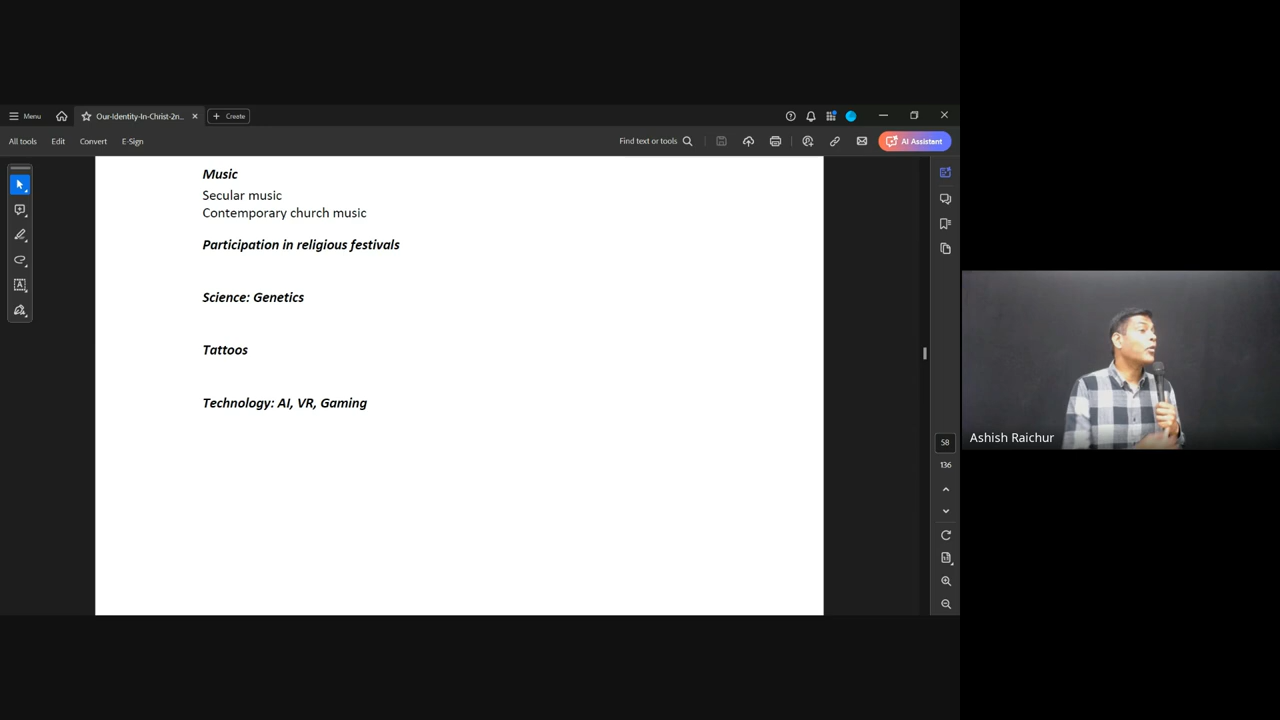 Menu
Our-Identity-In-Christ-2n...
Create
All tools
Edit
Convert
E-Sign
Find text or tools
AI Assistant
Music
Secular music
Contemporary church music
Participation in religious festivals
Science: Genetics
Tattoos
Technology: AI, VR, Gaming
58
136
Ashish Raichur